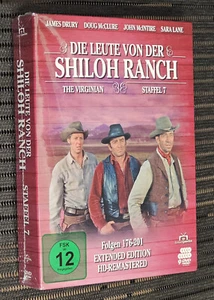 JAMES DRURY DOUG McCLURE JOHN McINTIRE SARA LANE
DIE LEUTE VON DER
SHILOH RANCH
THE VIRGINIAN STAFFEL 7
Folgen 176-201
EXTENDED EDITION
HD-REMASTERED
FSK
12
DIE LEUTE VON DER
SHILOH RANCH
STAFFEL 7